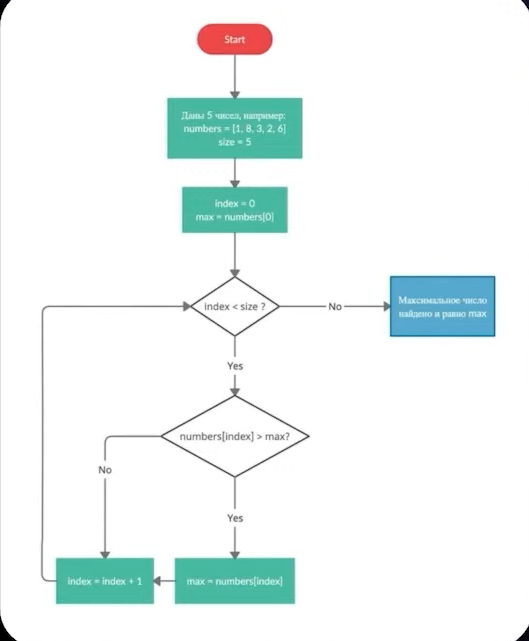 Start
Даны 5 чисел, например:
numbers = [1, 8, 3, 2, 6]
size = 5
index = 0
max = numbers[0]
index < size ?
No
Максимальное число
найдено и равно max
Yes
numbers[index] > max?
No
Yes
index = index + 1
max = numbers[index]